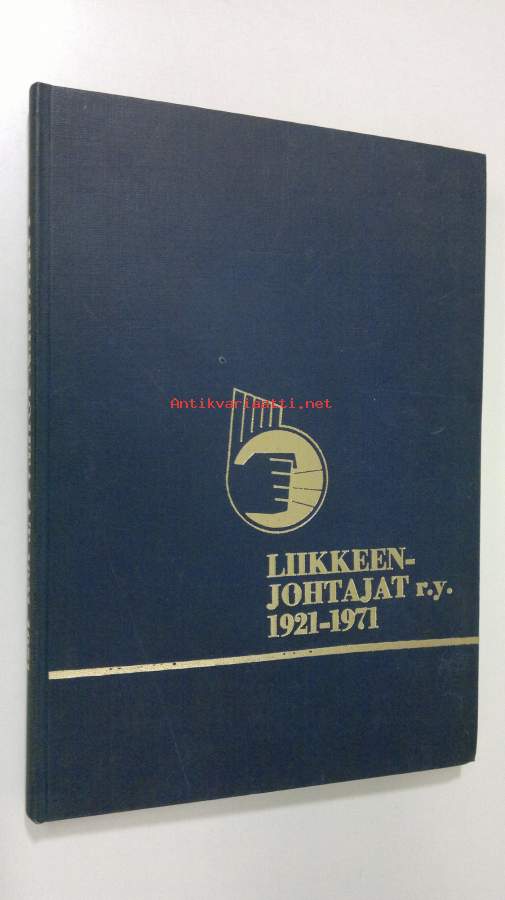 Antikvariaatti.net
LIIKKEEN-
JOHTAJAT r.y.
1921-1971